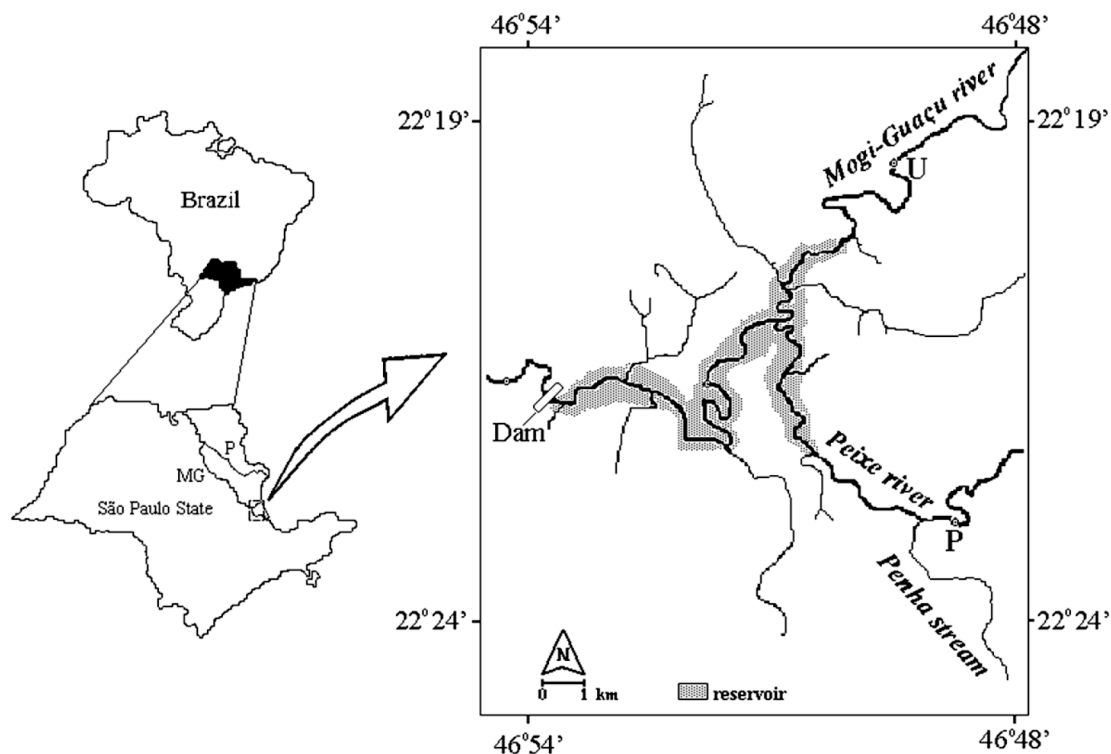 46°54’
46°48’
22°19’
22°19’
Mogi-Guaçu river
U
Brazil
Dam
P
MG
São Paulo State
Peixe river
P
Penha stream
22°24’
22°24’
N
0 1 km
reservoir
46°54’
46°48’